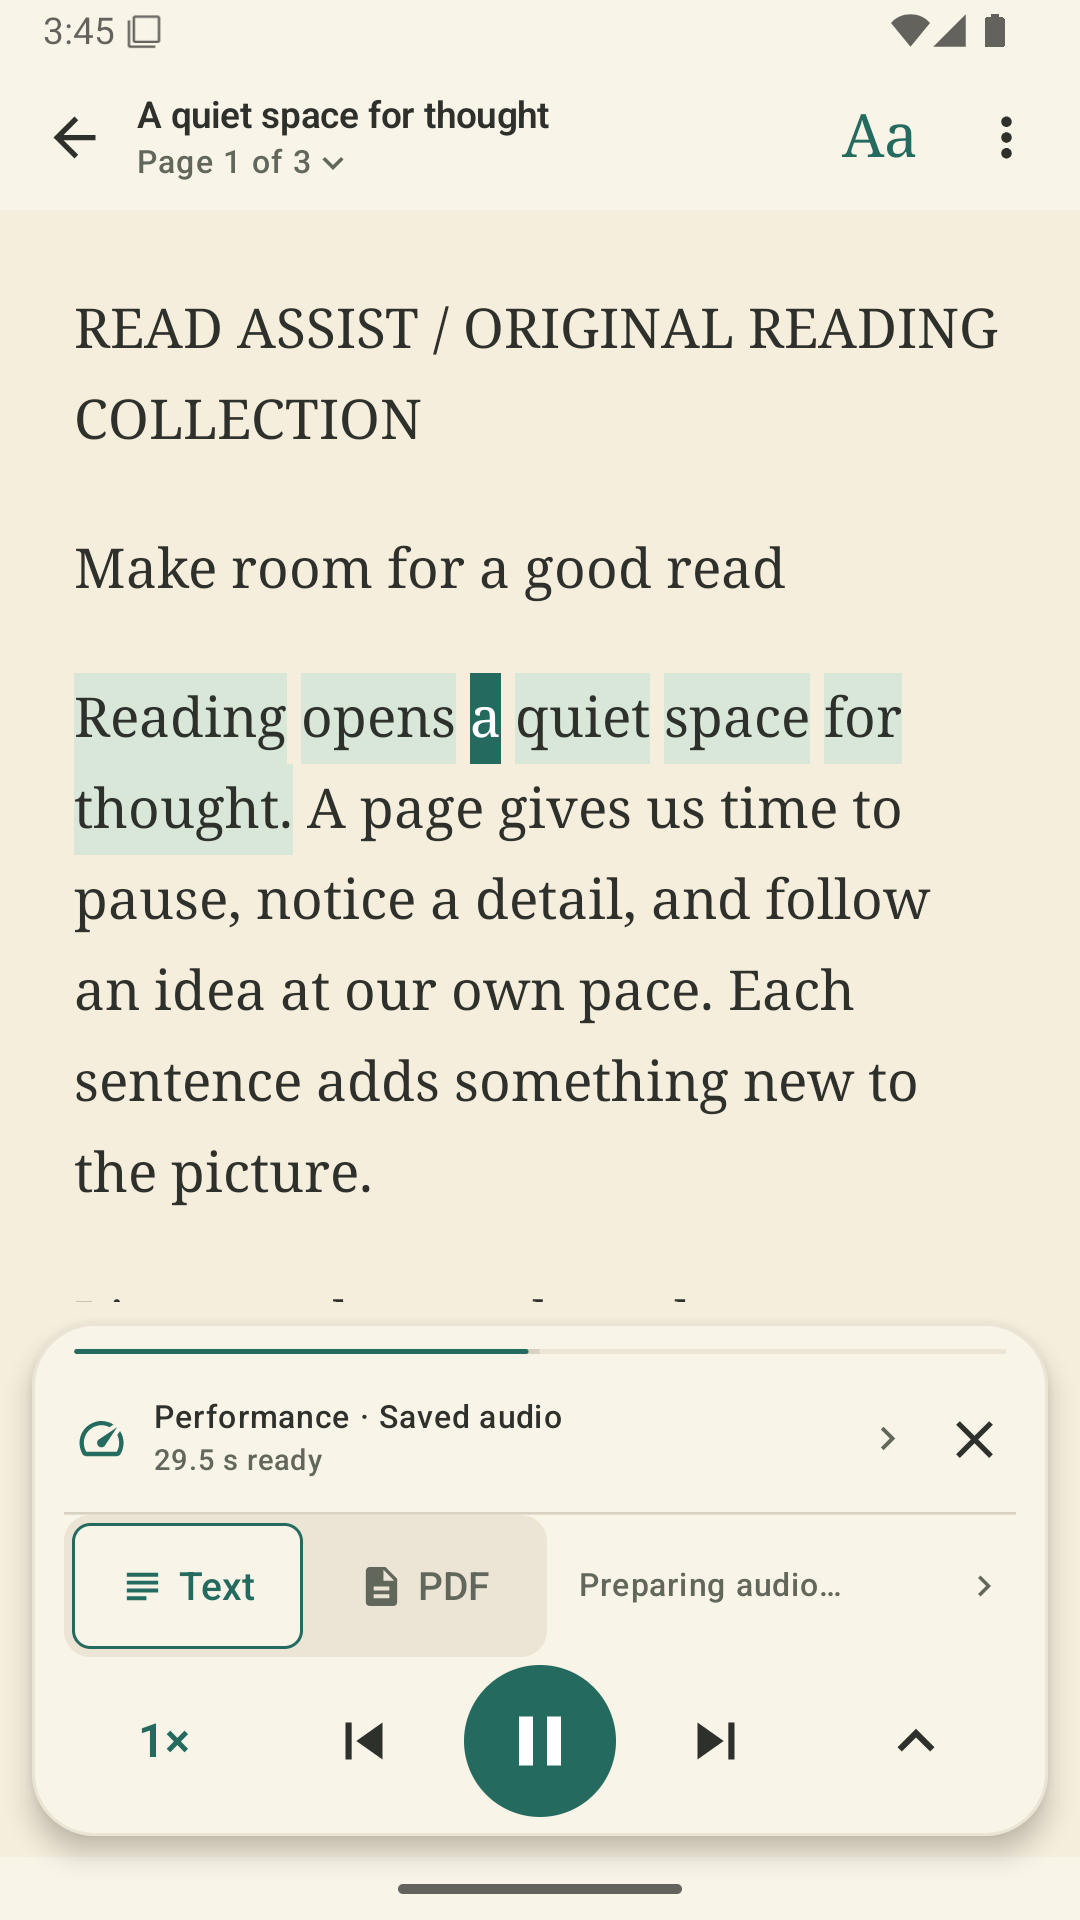 3:45
A quiet space for thought
Page 1 of 3
Aa
READ ASSIST / ORIGINAL READING
COLLECTION
Make room for a good read
Reading opens a quiet space for
thought. A page gives us time to
pause, notice a detail, and follow
an idea at our own pace. Each
sentence adds something new to
the picture.
Performance · Saved audio
29.5 s ready
Text
PDF
Preparing audio…
1×